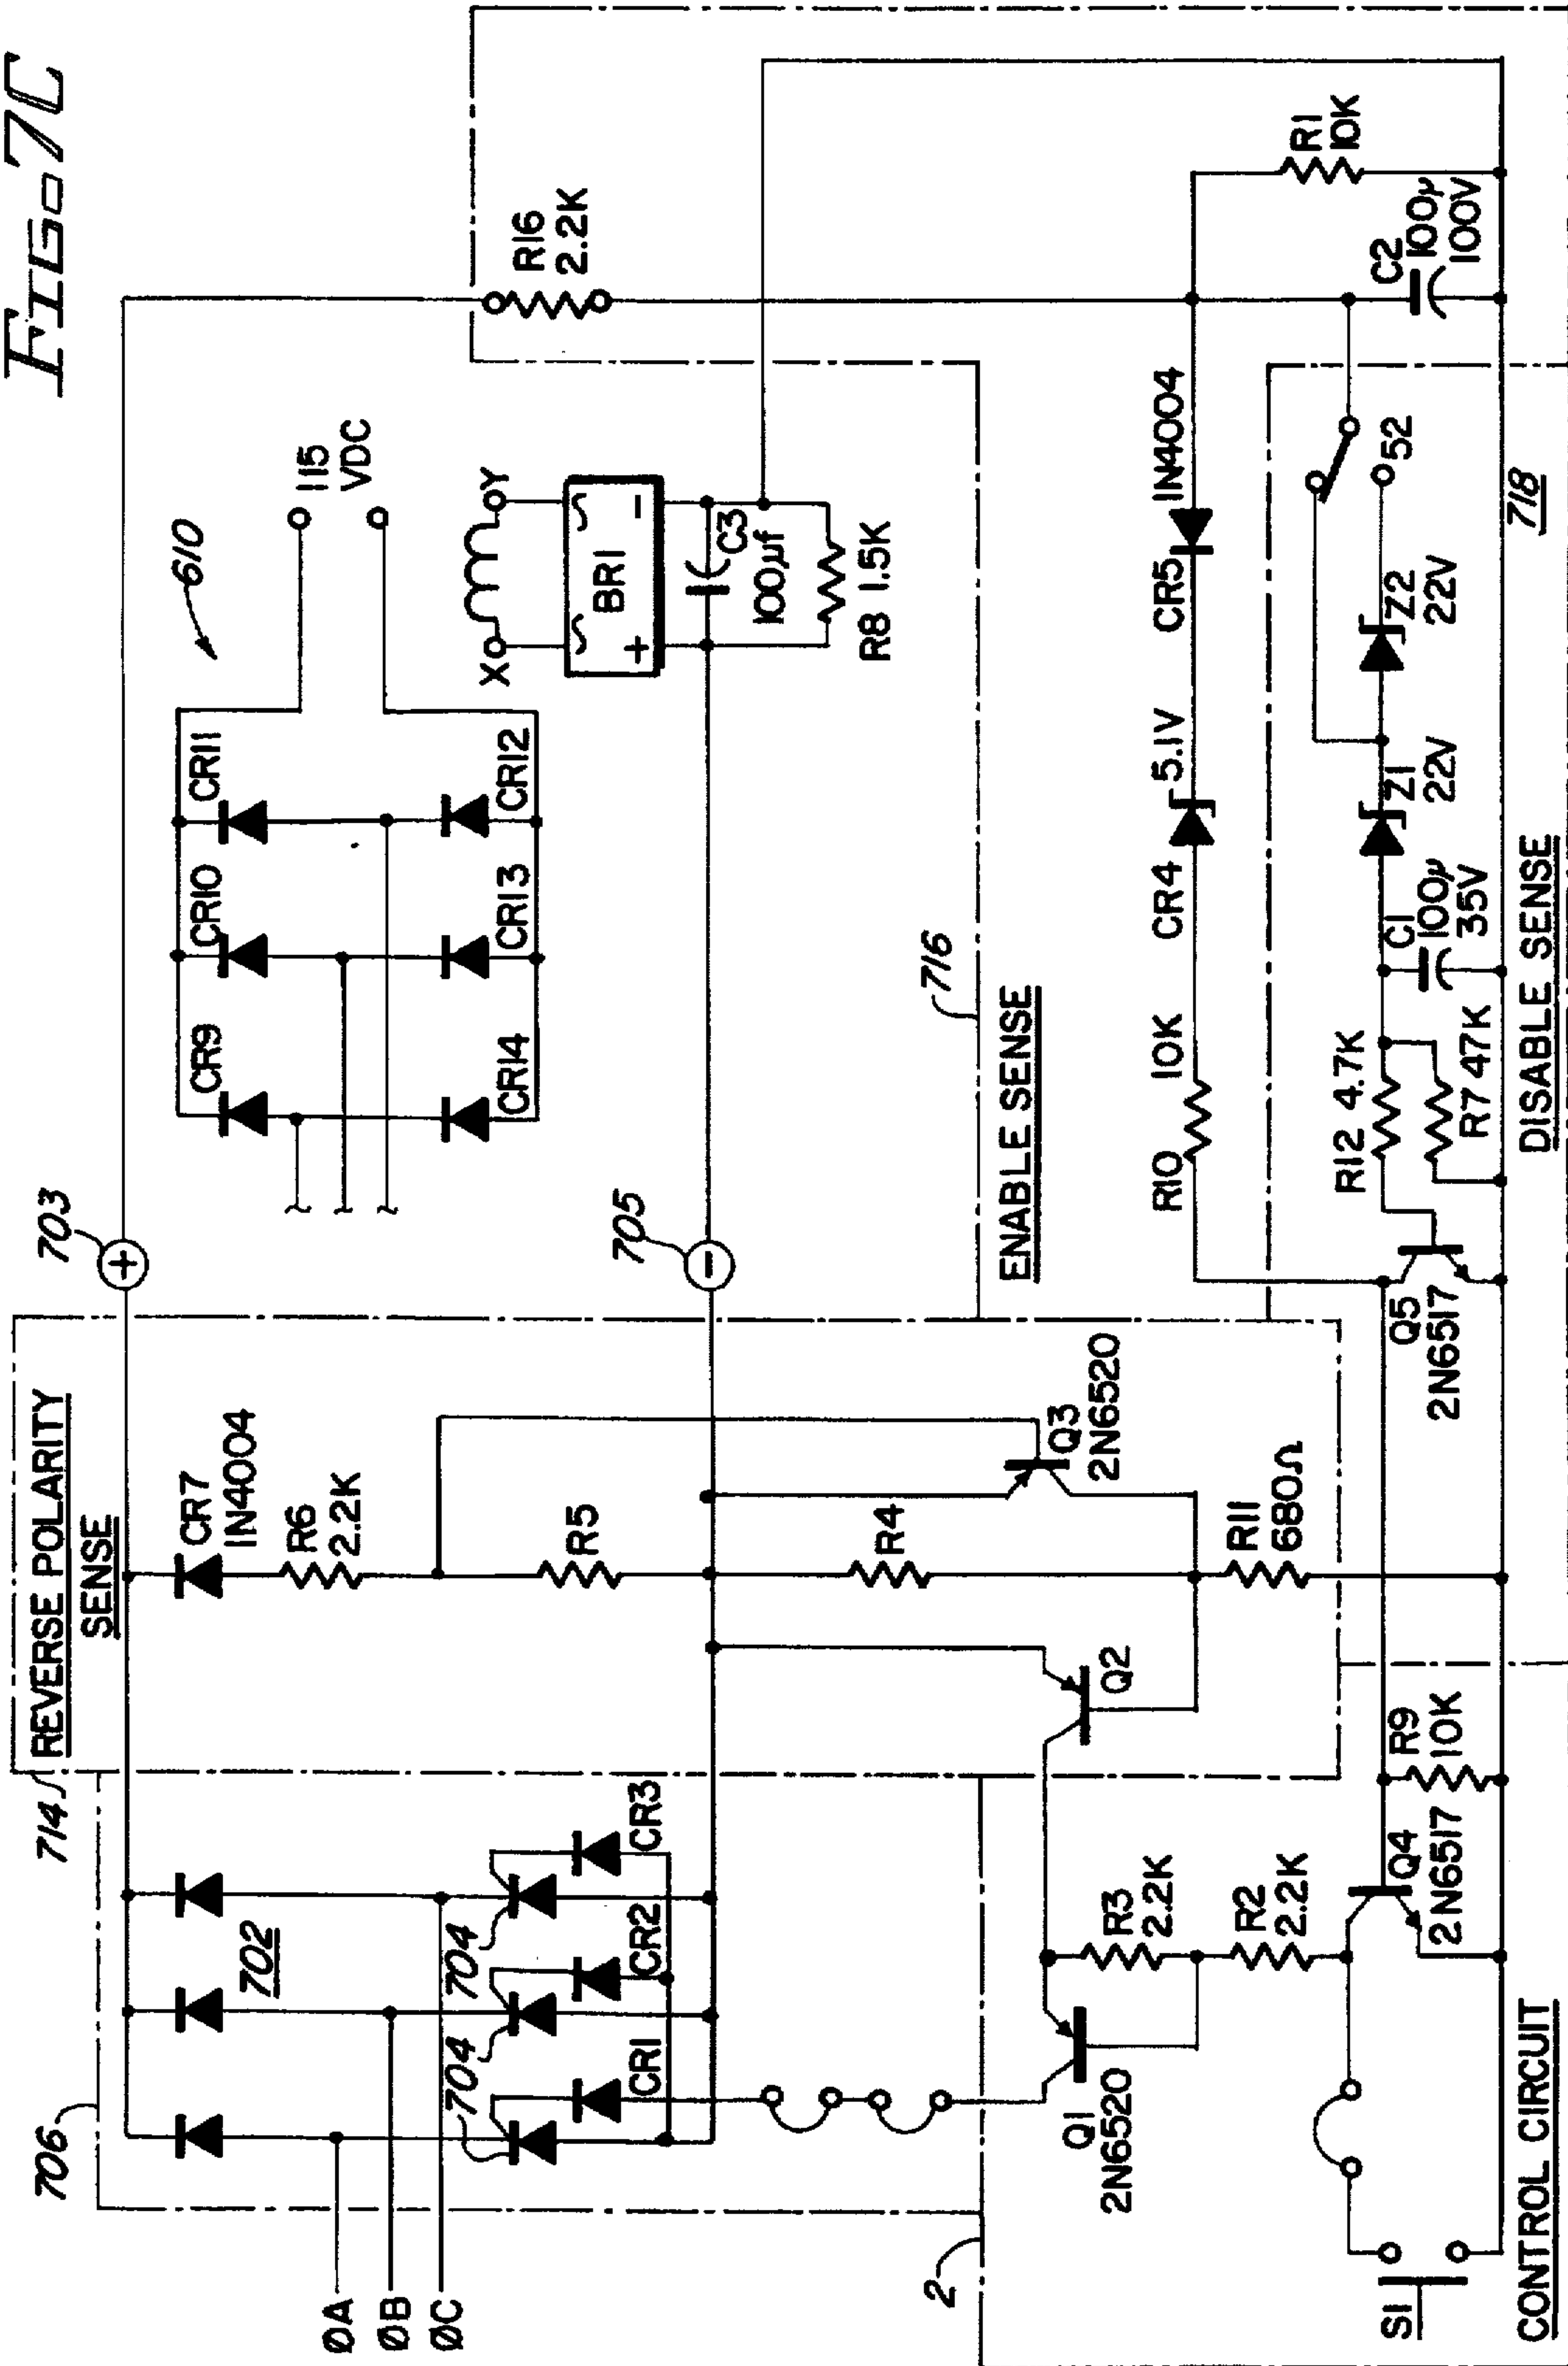 FIG-7C
703
+
610
115
VDC
R16
2.2K
714
REVERSE POLARITY
SENSE
CR7
1N4004
R6
2.2K
R5
706
702
704
704
CR1
CR2
CR3
ØA
ØB
ØC
CR9
CR10
CR11
CR14
CR13
CR12
X
Y
BR1
+
-
C3
100µf
R8 1.5K
705
-
716
ENABLE SENSE
R4
Q3
2N6520
Q2
R11
680Ω
2
Q1
2N6520
R3
2.2K
R2
2.2K
Q4
2N6517
R9
10K
S1
CONTROL CIRCUIT
R10
10K
CR4
5.1V
CR5
1N4004
R1
10K
C2
100µ
100V
Q5
2N6517
R12 4.7K
R7 47K
C1
100µ
35V
Z1
22V
Z2
22V
52
718
DISABLE SENSE